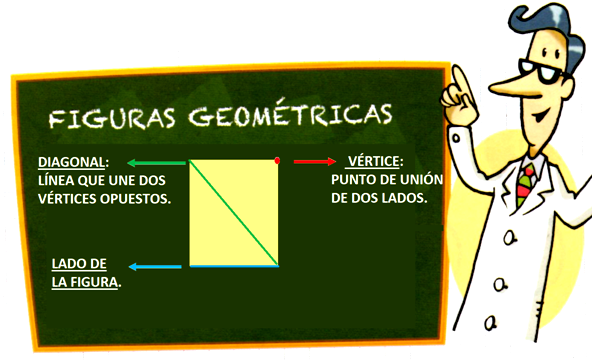 FIGURAS GEOMÉTRICAS
DIAGONAL:
LÍNEA QUE UNE DOS
VÉRTICES OPUESTOS.
VÉRTICE:
PUNTO DE UNIÓN
DE DOS LADOS.
LADO DE
LA FIGURA.